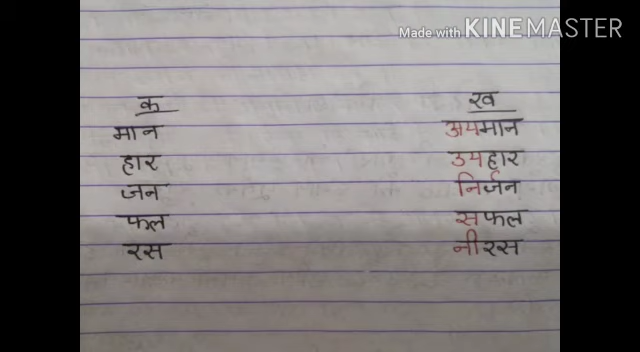 Made with KINEMASTER
क ख
मान अपमान
हार उपहार
जन निर्जन
फल सफल
रस नीरस